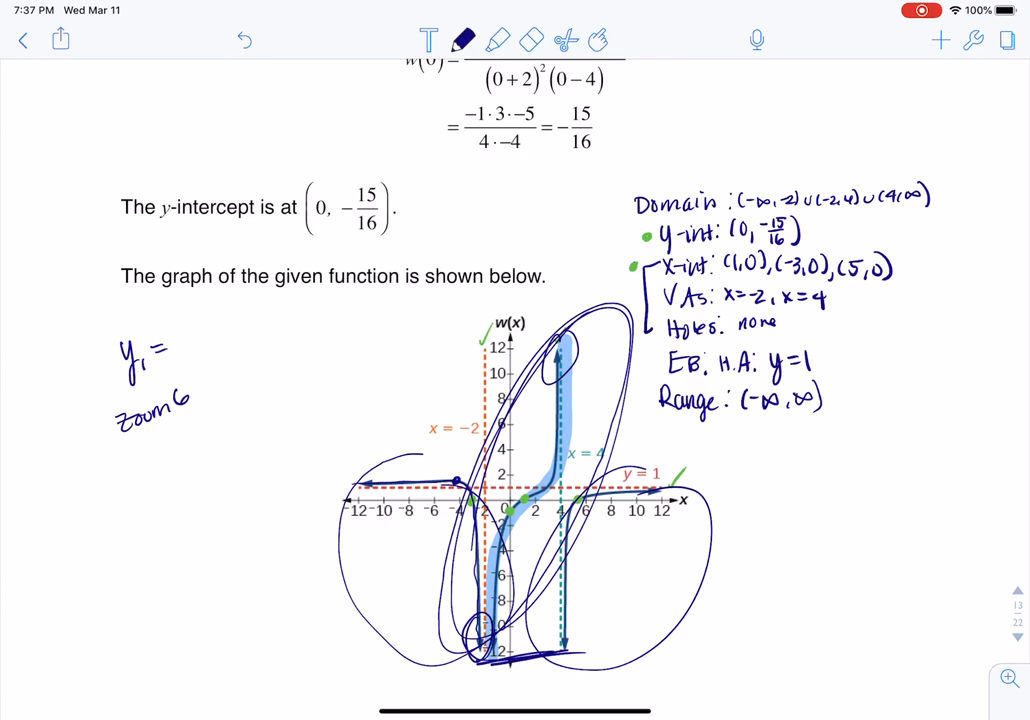 7:37 PM Wed Mar 11
100%
T
w(0) =
(0+2)²(0−4)
= −1·3·−5 / 4·−4 = − 15/16
The y-intercept is at (0, − 15/16).
The graph of the given function is shown below.
Domain: (-∞,-2)∪(-2,4)∪(4,∞)
y-int: (0, -15/16)
x-int: (1,0),(-3,0),(5,0)
VAs: x=-2, x=4
Holes: none
EB: H.A: y=1
Range: (-∞,∞)
y₁ =
zoom 6
w(x)
12
10
8
6
4
2
x = −2
x = 4
y = 1
x
−12 −10 −8 −6 −4 −2 0 2 4 6 8 10 12
−2
−4
−6
−8
−10
−12
13
22